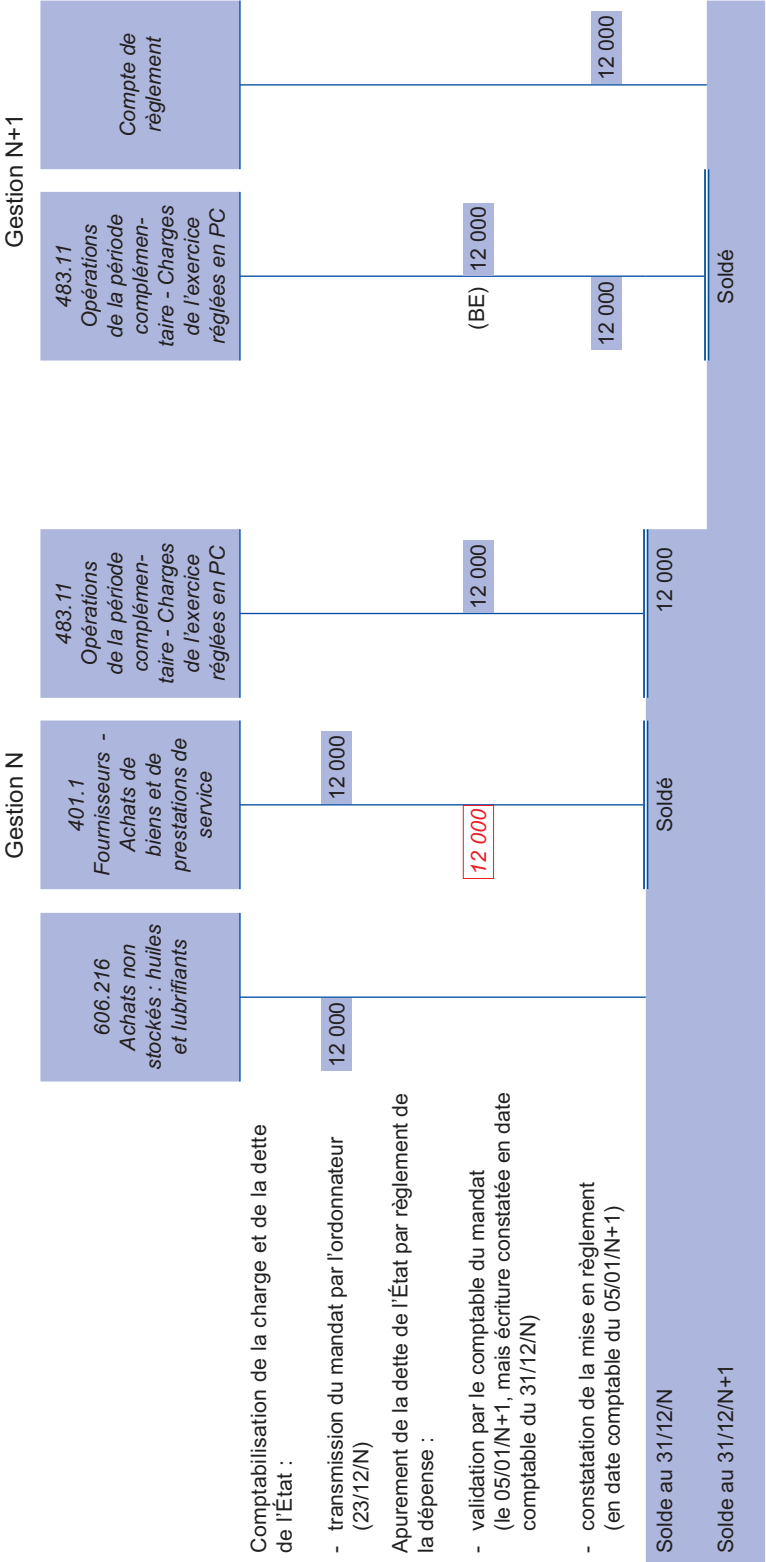 Gestion N
Gestion N+1
606.216
Achats non
stockés : huiles
et lubrifiants
401.1
Fournisseurs -
Achats de
biens et de
prestations de
service
483.11
Opérations
de la période
complémen-
taire - Charges
de l'exercice
réglées en PC
483.11
Opérations
de la période
complémen-
taire - Charges
de l'exercice
réglées en PC
Compte de
règlement
Comptabilisation de la charge et de la dette
de l'État :
- transmission du mandat par l'ordonnateur
(23/12/N)
12 000
12 000
Apurement de la dette de l'État par règlement de
la dépense :
- validation par le comptable du mandat
(le 05/01/N+1, mais écriture constatée en date
comptable du 31/12/N)
12 000
12 000
(BE) 12 000
- constatation de la mise en règlement
(en date comptable du 05/01/N+1)
12 000
12 000
Solde au 31/12/N
Soldé
12 000
Solde au 31/12/N+1
Soldé